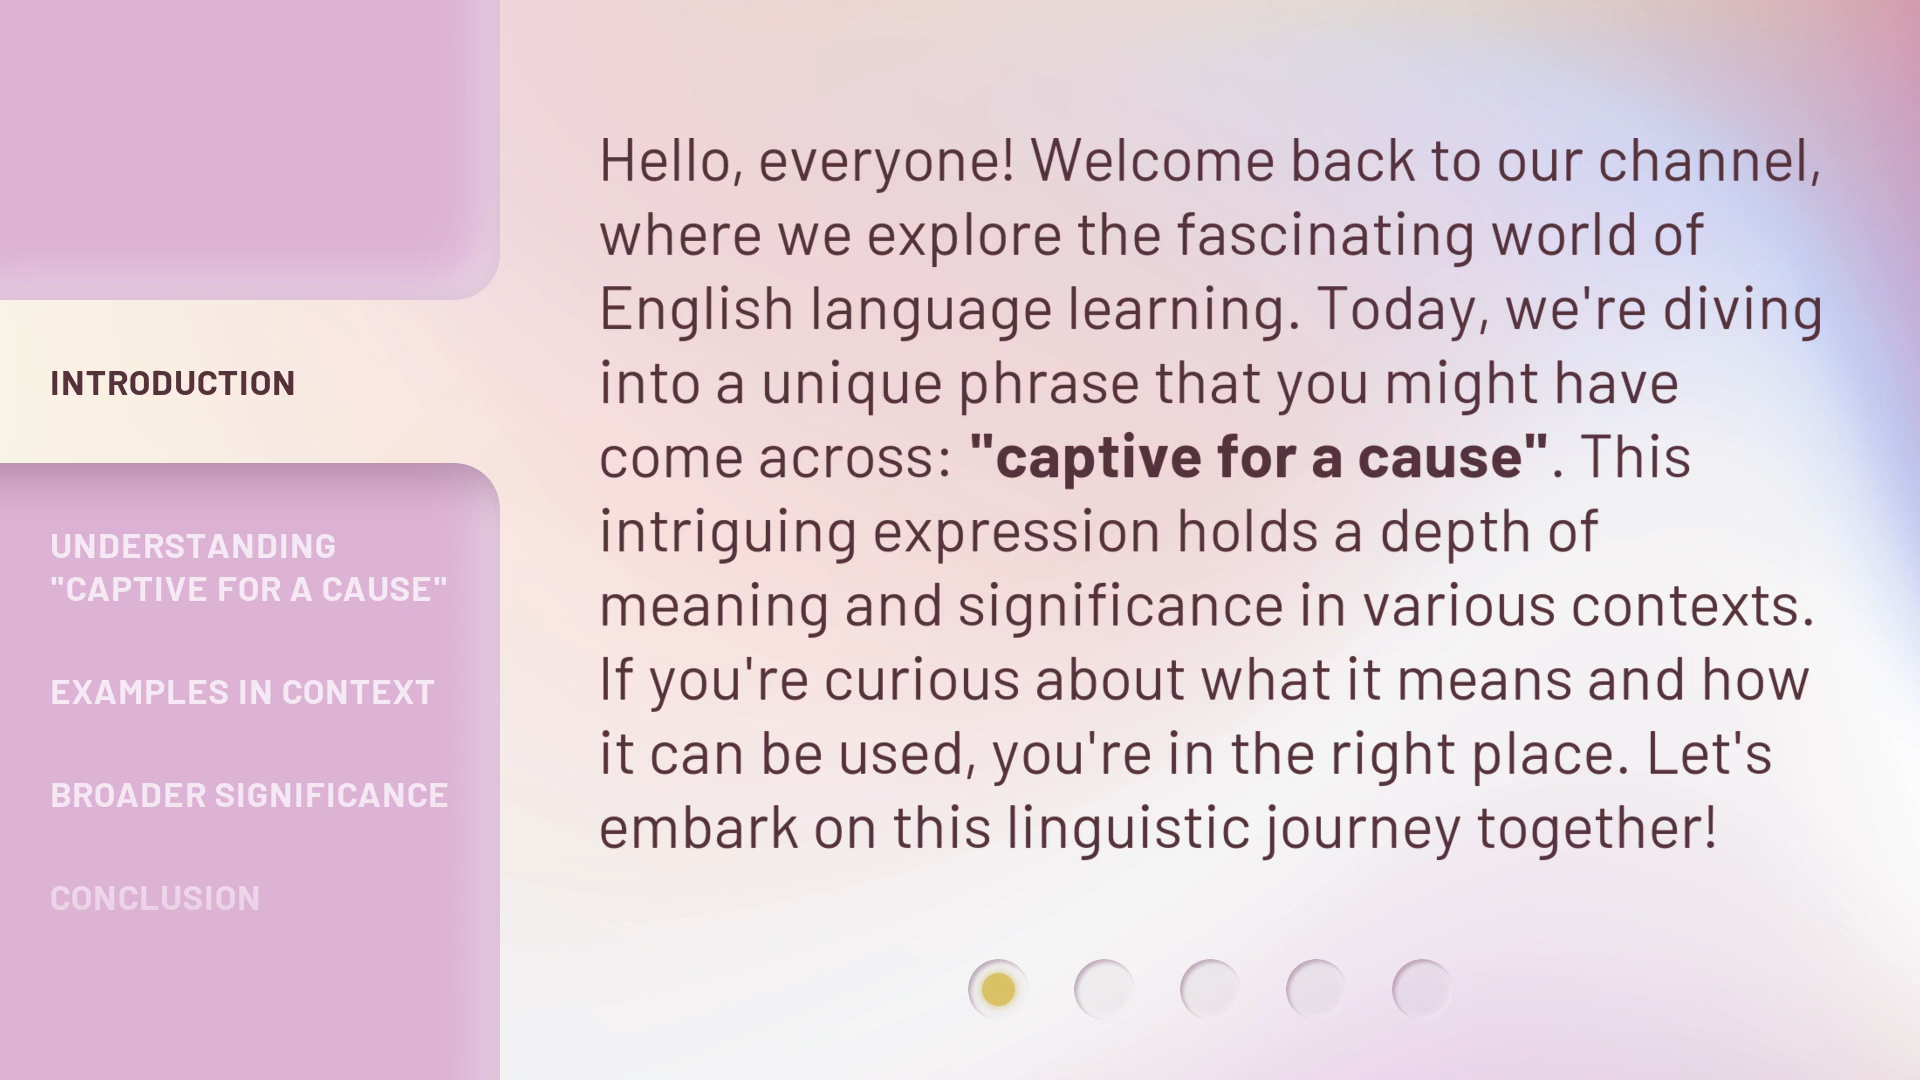 INTRODUCTION
UNDERSTANDING
"CAPTIVE FOR A CAUSE"
EXAMPLES IN CONTEXT
BROADER SIGNIFICANCE
CONCLUSION
Hello, everyone! Welcome back to our channel,
where we explore the fascinating world of
English language learning. Today, we're diving
into a unique phrase that you might have
come across: "captive for a cause". This
intriguing expression holds a depth of
meaning and significance in various contexts.
If you're curious about what it means and how
it can be used, you're in the right place. Let's
embark on this linguistic journey together!